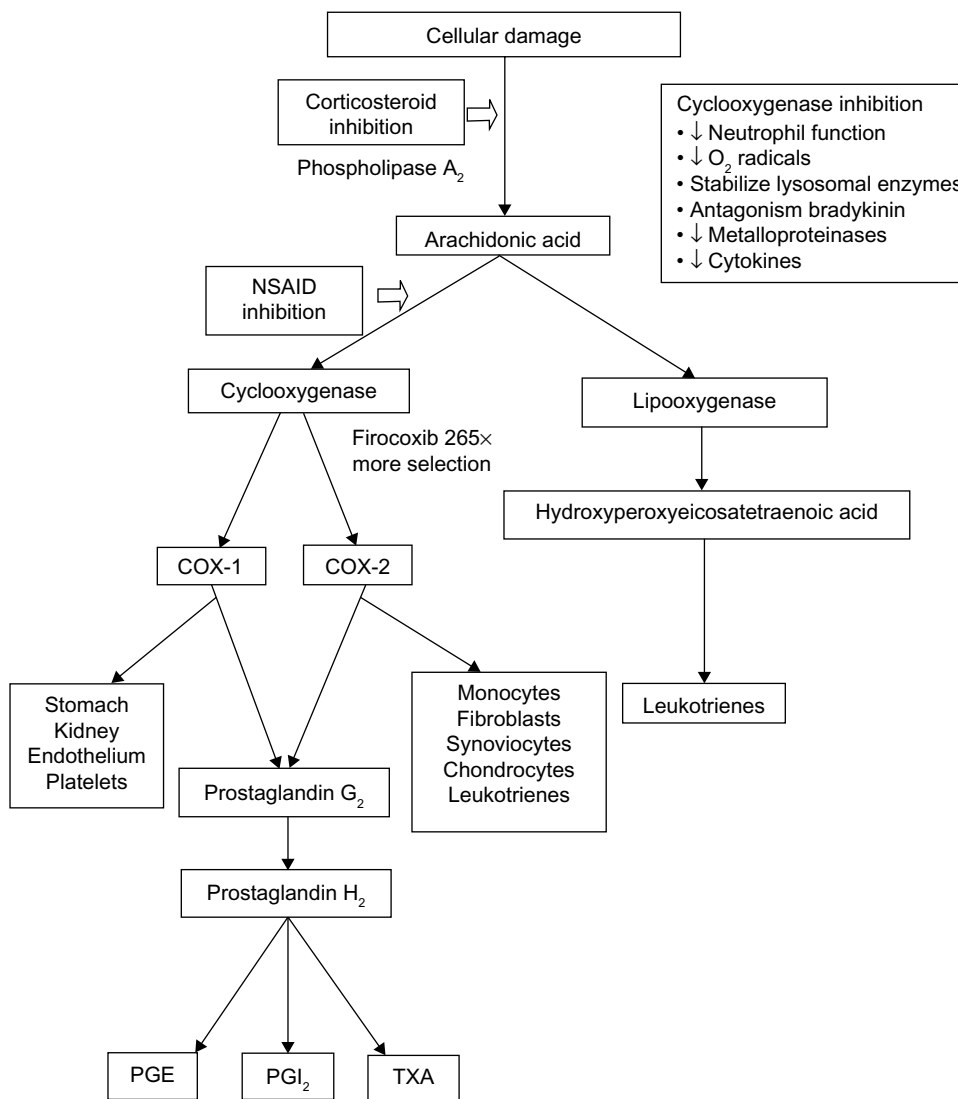 Cellular damage
Corticosteroid
inhibition
Phospholipase A₂
Cyclooxygenase inhibition
• ↓ Neutrophil function
• ↓ O₂ radicals
• Stabilize lysosomal enzymes
• Antagonism bradykinin
• ↓ Metalloproteinases
• ↓ Cytokines
Arachidonic acid
NSAID
inhibition
Cyclooxygenase
Lipooxygenase
Firocoxib 265×
more selection
Hydroxyperoxyeicosatetraenoic acid
COX-1
COX-2
Stomach
Kidney
Endothelium
Platelets
Monocytes
Fibroblasts
Synoviocytes
Chondrocytes
Leukotrienes
Leukotrienes
Prostaglandin G₂
Prostaglandin H₂
PGE
PGI₂
TXA